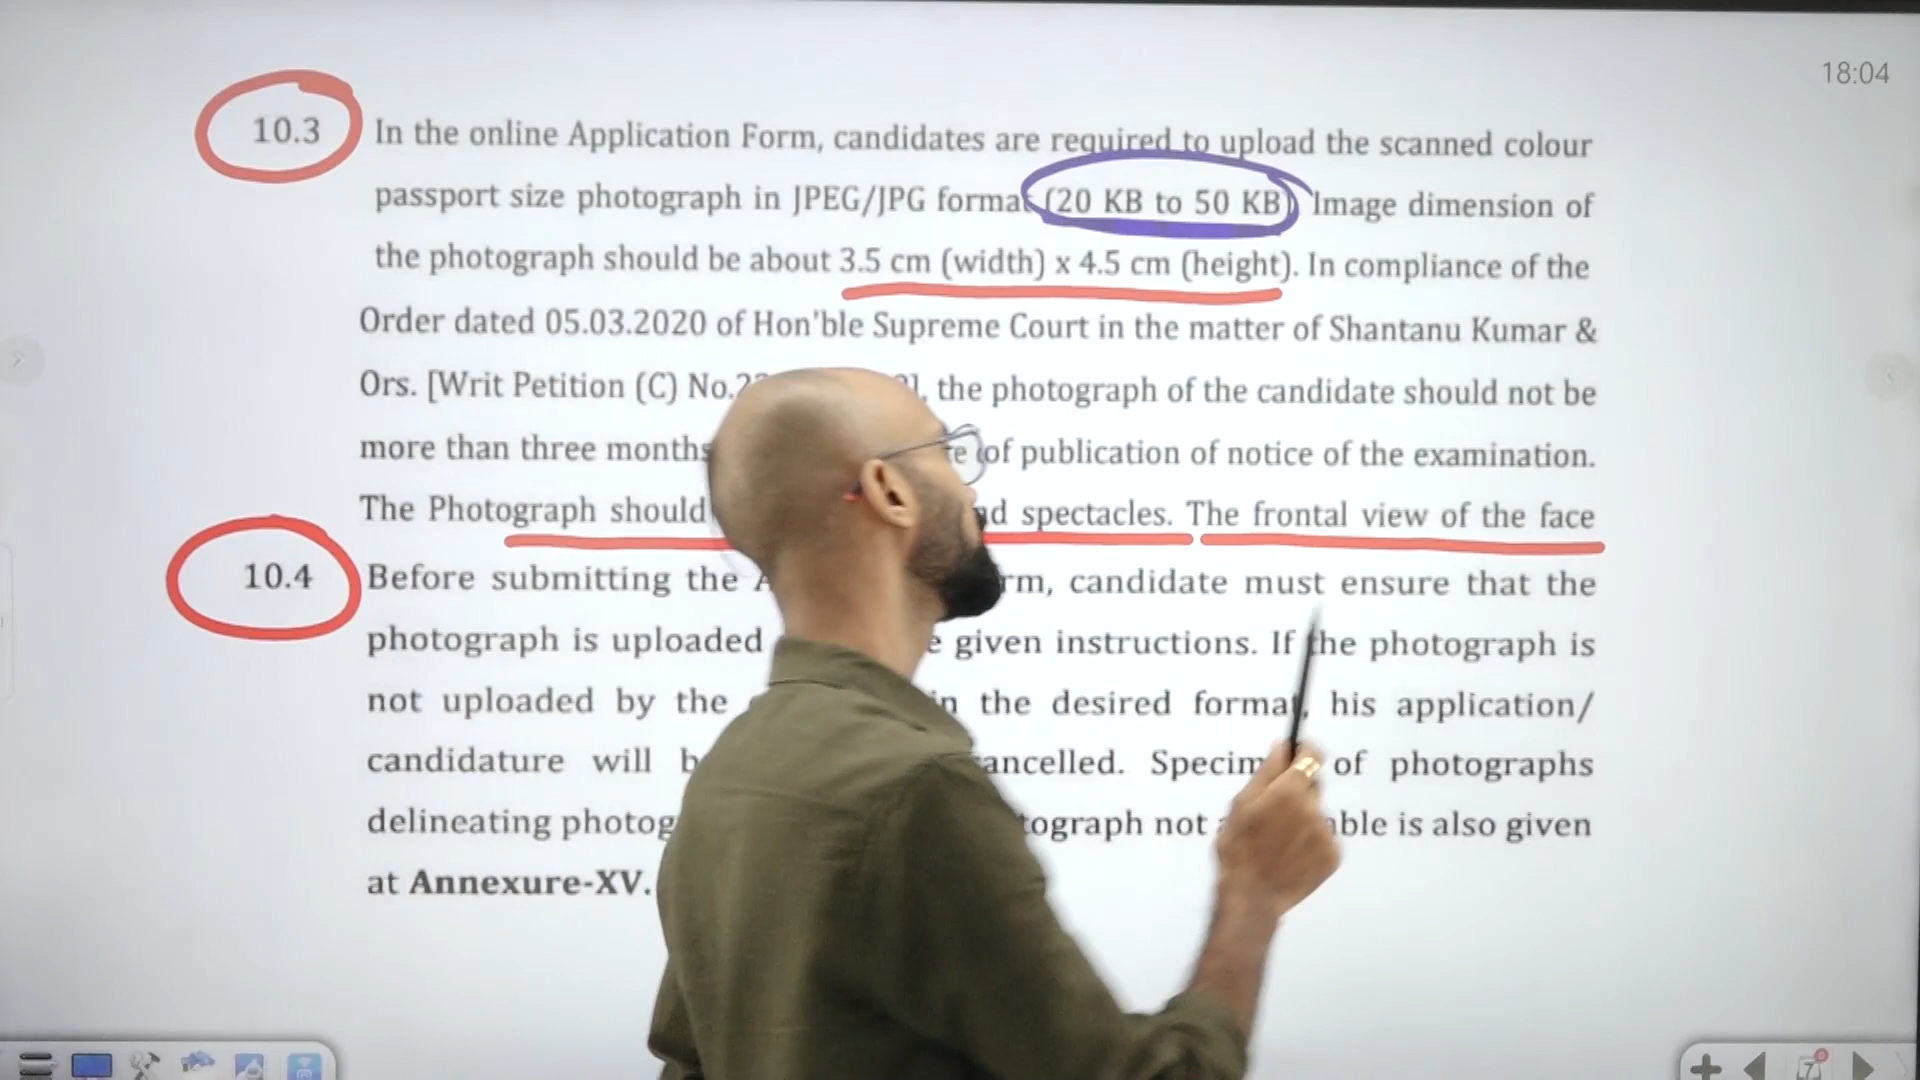 18:04
10.3 In the online Application Form, candidates are required to upload the scanned colour
passport size photograph in JPEG/JPG format (20 KB to 50 KB) Image dimension of
the photograph should be about 3.5 cm (width) x 4.5 cm (height). In compliance of the
Order dated 05.03.2020 of Hon'ble Supreme Court in the matter of Shantanu Kumar &
Ors. [Writ Petition (C) No. the photograph of the candidate should not be
more than three months of publication of notice of the examination.
The Photograph should spectacles. The frontal view of the face
10.4 Before submitting the candidate must ensure that the
photograph is uploaded given instructions. If the photograph is
not uploaded by the the desired format, his application/
candidature will of photographs
delineating not is also given
at Annexure-XV.